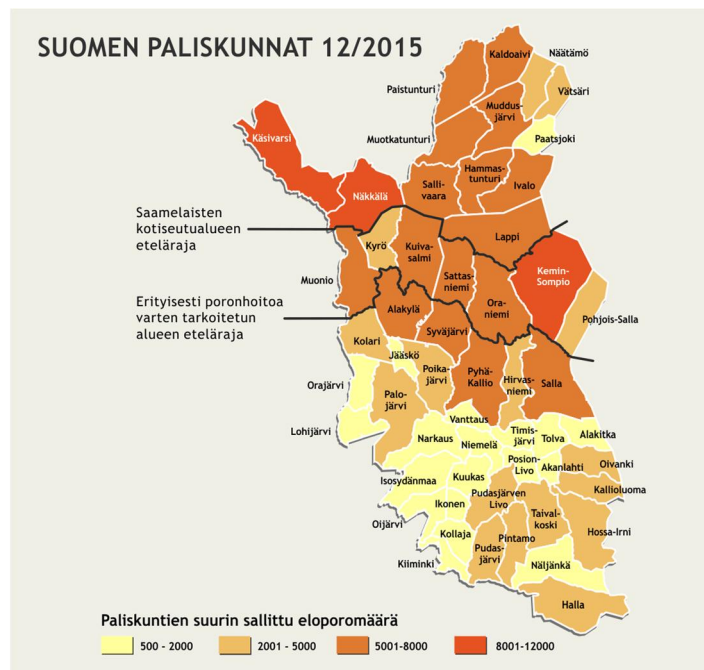 SUOMEN PALISKUNNAT 12/2015
Kaldoaivi
Näätämö
Paistunturi
Vätsäri
Muddus-
järvi
Käsivarsi
Muotkatunturi
Paatsjoki
Hammas-
tunturi
Näkkälä
Salli-
vaara
Ivalo
Saamelaisten
kotiseutualueen
eteläraja
Lappi
Kyrö
Kuiva-
salmi
Kemin-
Sompio
Muonio
Sattas-
niemi
Ora-
niemi
Erityisesti poronhoitoa
varten tarkoitetun
alueen eteläraja
Alakylä
Pohjois-Salla
Syväjärvi
Kolari
Jääskö
Poika-
järvi
Pyhä-
Kallio
Hirvas-
niemi
Salla
Orajärvi
Palo-
järvi
Vanttaus
Lohijärvi
Narkaus
Niemelä
Timis-
järvi
Tolva
Alakitka
Posion-
Livo
Akanlahti
Oivanki
Isosydänmaa
Kuukas
Kallioluoma
Pudasjärven
Livo
Ikonen
Taival-
koski
Oijärvi
Hossa-Irni
Kollaja
Pintamo
Pudas-
järvi
Kiiminki
Näljänkä
Halla
Paliskuntien suurin sallittu eloporomäärä
500 - 2000
2001 - 5000
5001-8000
8001-12000